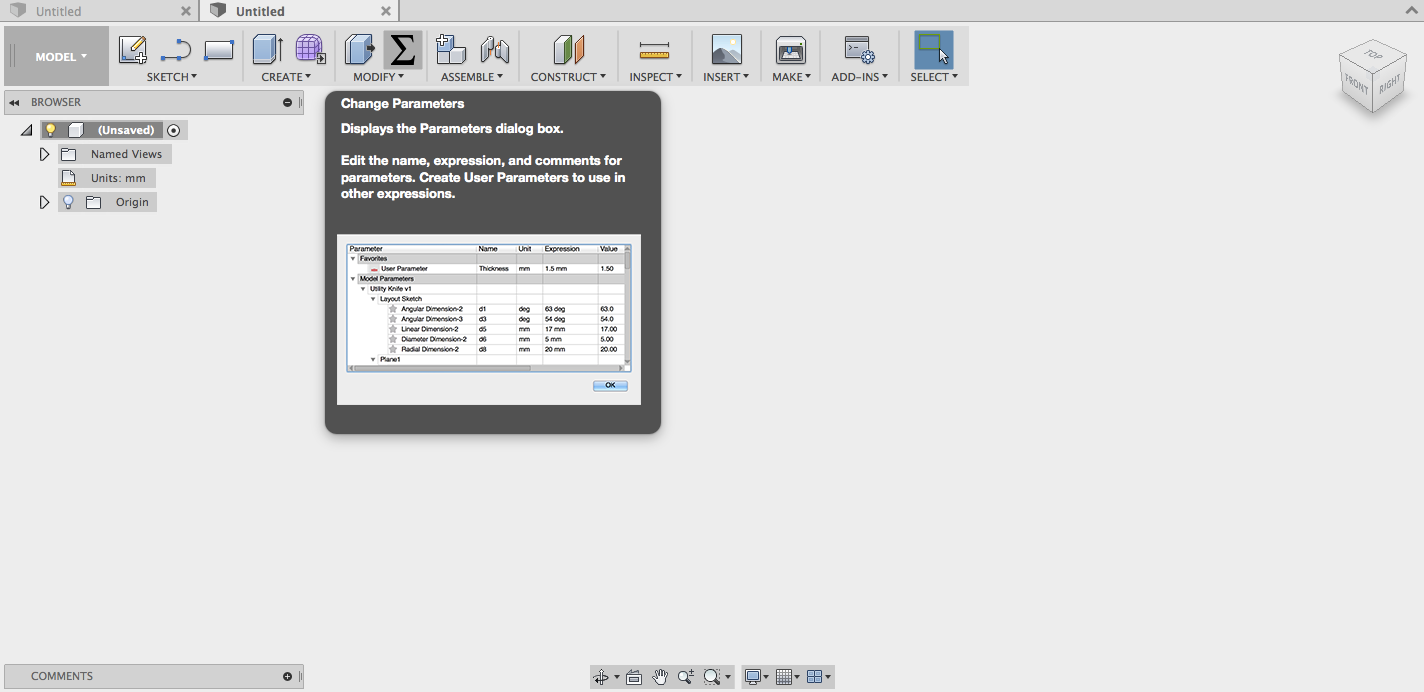 Untitled
Untitled
MODEL
SKETCH
CREATE
MODIFY
ASSEMBLE
CONSTRUCT
INSPECT
INSERT
MAKE
ADD-INS
SELECT
TOP
FRONT
RIGHT
BROWSER
(Unsaved)
Named Views
Units: mm
Origin
Change Parameters
Displays the Parameters dialog box.
Edit the name, expression, and comments for
parameters. Create User Parameters to use in
other expressions.
Parameter Name Unit Expression Value
Favorites
User Parameter Thickness mm 1.5 mm 1.50
Model Parameters
Utility Knife v1
Layout Sketch
Angular Dimension-2 d1 deg 63 deg 63.0
Angular Dimension-3 d3 deg 54 deg 54.0
Linear Dimension-2 d5 mm 17 mm 17.00
Diameter Dimension-2 d6 mm 5 mm 5.00
Radial Dimension-2 d8 mm 20 mm 20.00
Plane1
OK
COMMENTS